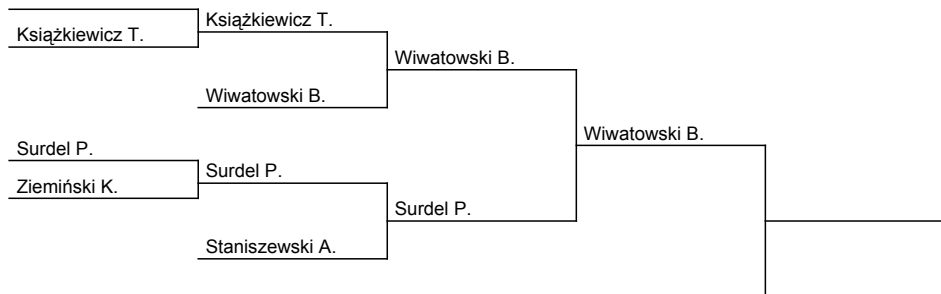 Książkiewicz T.
Książkiewicz T.
Wiwatowski B.
Wiwatowski B.
Wiwatowski B.
Surdel P.
Ziemiński K.
Surdel P.
Surdel P.
Staniszewski A.